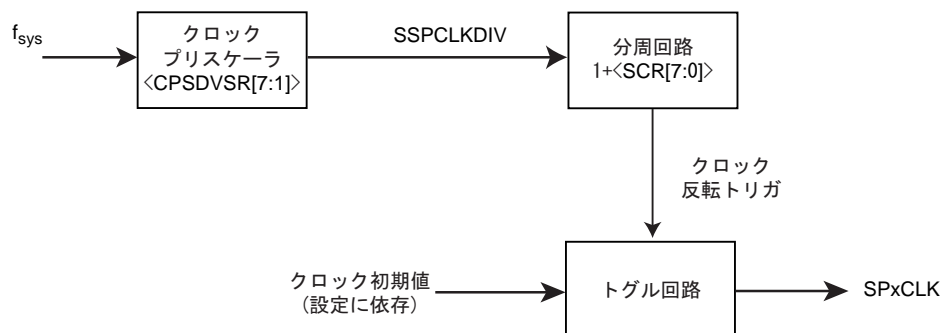 fsys
クロック
プリスケーラ
<CPSDVSR[7:1]>
SSPCLKDIV
分周回路
1+<SCR[7:0]>
クロック
反転トリガ
クロック初期値
(設定に依存)
トグル回路
SPxCLK